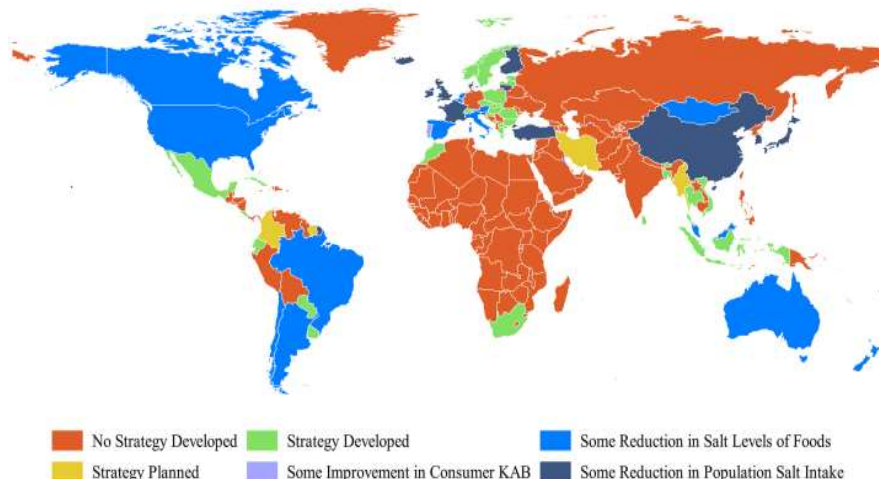 No Strategy Developed
Strategy Developed
Some Reduction in Salt Levels of Foods
Strategy Planned
Some Improvement in Consumer KAB
Some Reduction in Population Salt Intake